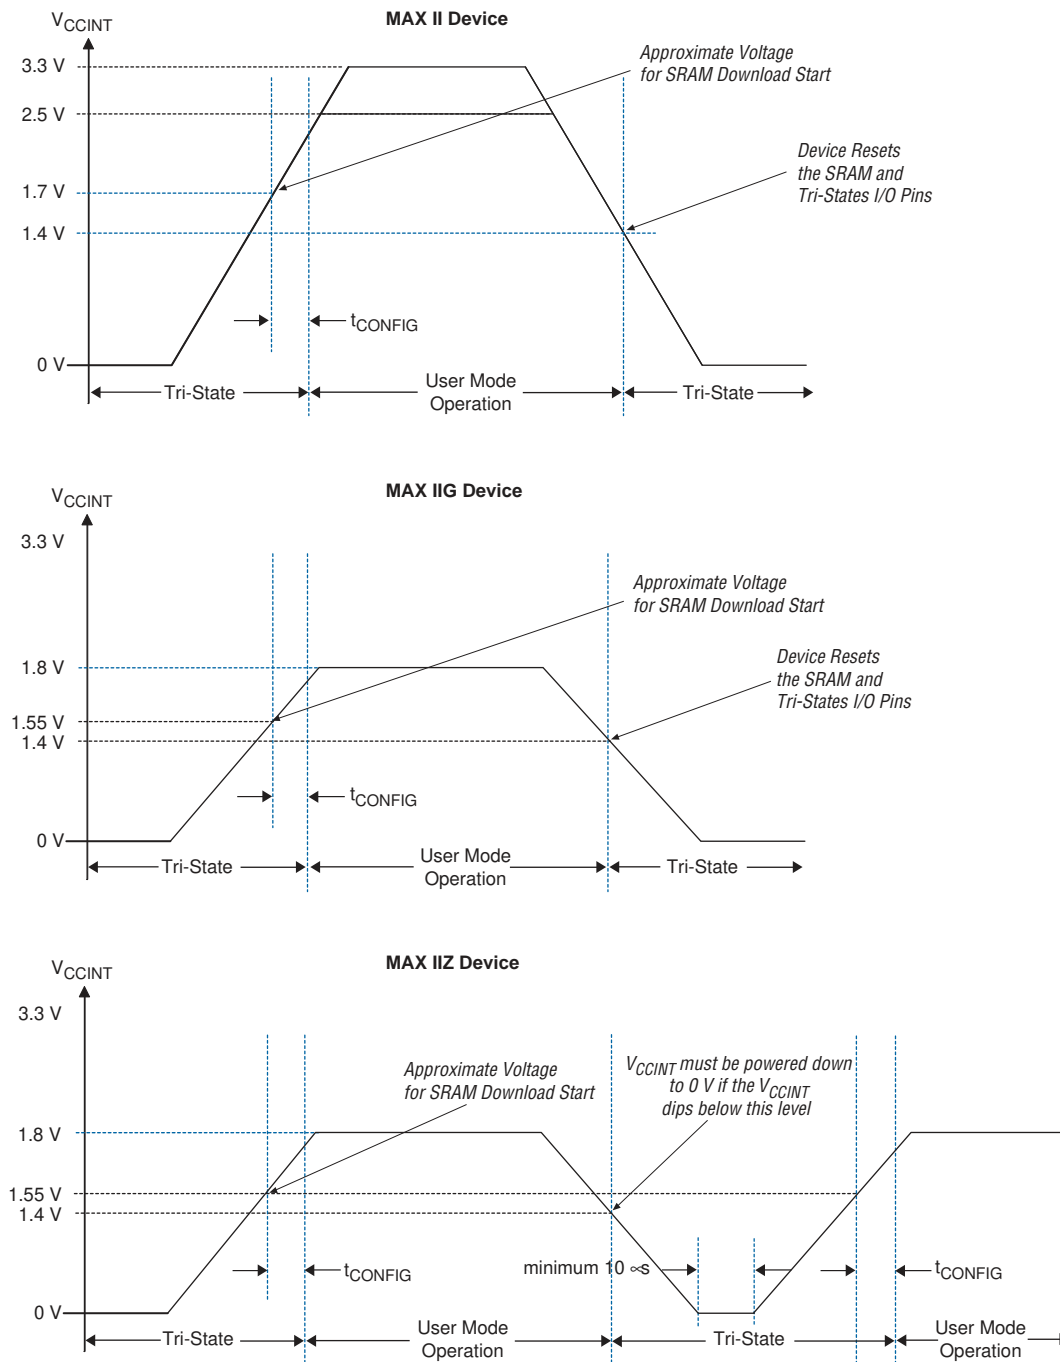 MAX II Device
VCCINT
3.3 V
2.5 V
1.7 V
1.4 V
0 V
Approximate Voltage
for SRAM Download Start
Device Resets
the SRAM and
Tri-States I/O Pins
tCONFIG
Tri-State
User Mode
Operation
Tri-State
MAX IIG Device
VCCINT
3.3 V
1.8 V
1.55 V
1.4 V
0 V
Approximate Voltage
for SRAM Download Start
Device Resets
the SRAM and
Tri-States I/O Pins
tCONFIG
Tri-State
User Mode
Operation
Tri-State
MAX IIZ Device
VCCINT
3.3 V
1.8 V
1.55 V
1.4 V
0 V
Approximate Voltage
for SRAM Download Start
VCCINT must be powered down
to 0 V if the VCCINT
dips below this level
tCONFIG
minimum 10 ∝s
tCONFIG
Tri-State
User Mode
Operation
Tri-State
User Mode
Operation